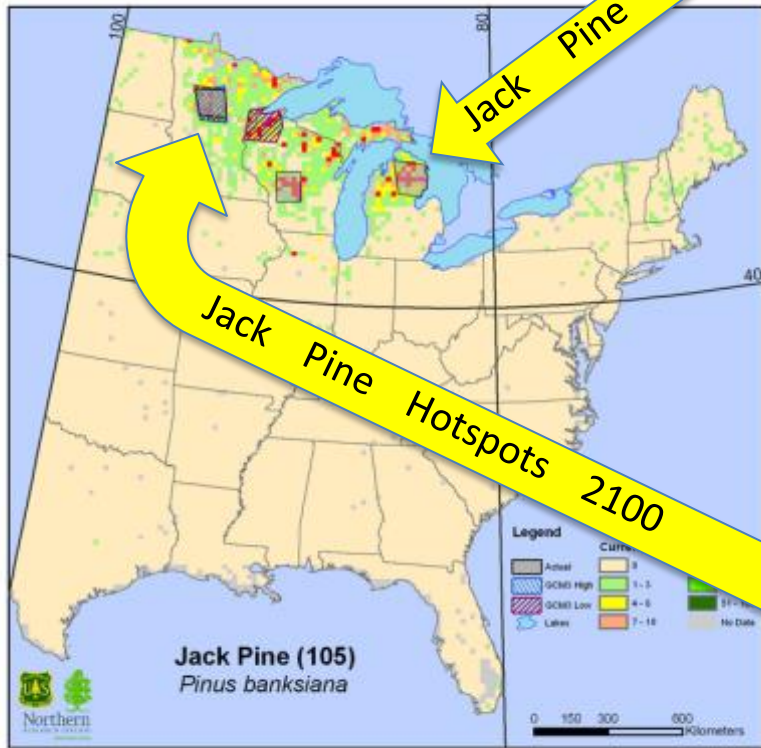 100
80
40
Jack Pine
Jack Pine Hotspots 2100
Legend
Actual
GCM3 High
GCM3 Low
Lakes
0
1 - 3
4 - 6
7 - 10
No Data
Jack Pine (105)
Pinus banksiana
Northern
0 150 300 600
Kilometers